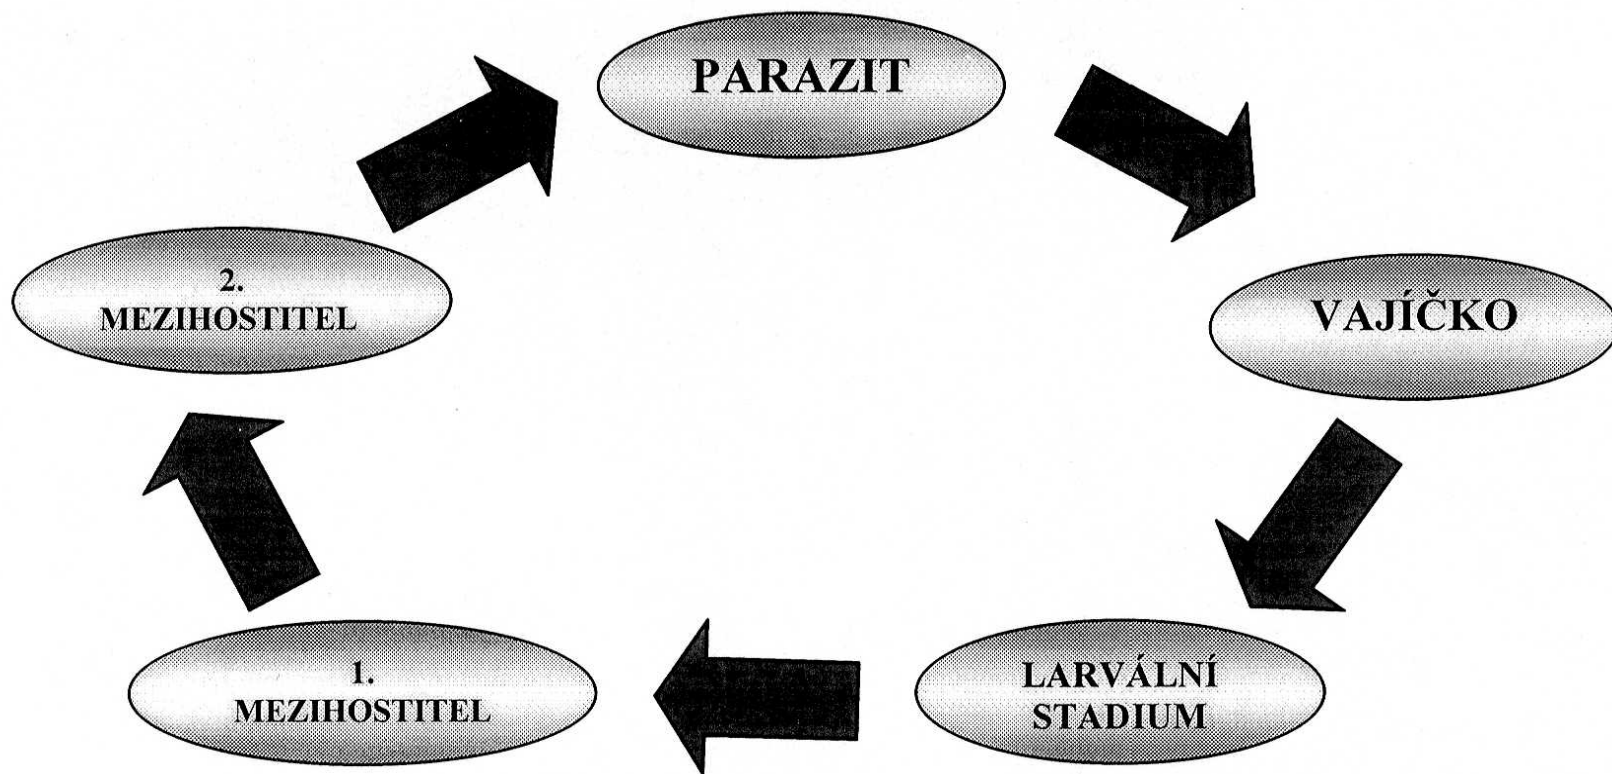 PARAZIT
VAJÍČKO
LARVÁLNÍ
STADIUM
1.
MEZIHOSTITEL
2.
MEZIHOSTITEL